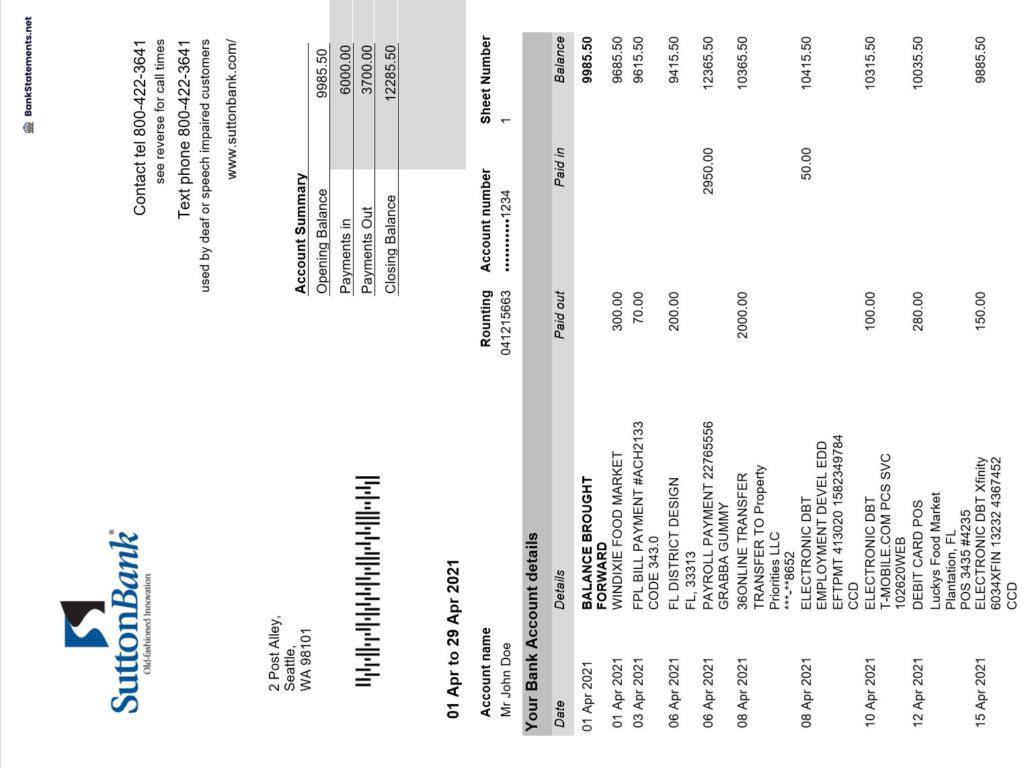 BankStatements.net
SuttonBank®
Old-fashioned Innovation
Contact tel 800-422-3641
see reverse for call times
Text phone 800-422-3641
used by deaf or speech impaired customers
www.suttonbank.com/
2 Post Alley,
Seattle,
WA 98101
Account Summary
Opening Balance 9985.50
Payments in 6000.00
Payments Out 3700.00
Closing Balance 12285.50
01 Apr to 29 Apr 2021
Account name Rounting Account number Sheet Number
Mr John Doe 041215663 ••••••••••••1234 1
Your Bank Account details
Date Details Paid out Paid in Balance
01 Apr 2021 BALANCE BROUGHT 9985.50
FORWARD
01 Apr 2021 WINDIXIE FOOD MARKET 300.00 9685.50
03 Apr 2021 FPL BILL PAYMENT #ACH2133 70.00 9615.50
CODE 343.0
06 Apr 2021 FL DISTRICT DESIGN 200.00 9415.50
FL, 33313
06 Apr 2021 PAYROLL PAYMENT 22765556 2950.00 12365.50
GRABBA GUMMY
08 Apr 2021 36ONLINE TRANSFER 2000.00 10365.50
TRANSFER TO Property
Priorities LLC
***-**8652
08 Apr 2021 ELECTRONIC DBT 50.00 10415.50
EMPLOYMENT DEVEL EDD
EFTPMT 413020 1582349784
CCD
10 Apr 2021 ELECTRONIC DBT 100.00 10315.50
T-MOBILE.COM PCS SVC
102620WEB
12 Apr 2021 DEBIT CARD POS 280.00 10035.50
Luckys Food Market
Plantation, FL
POS 3435 #4235
15 Apr 2021 ELECTRONIC DBT Xfinity 150.00 9885.50
6034XFIN 13232 4367452
CCD